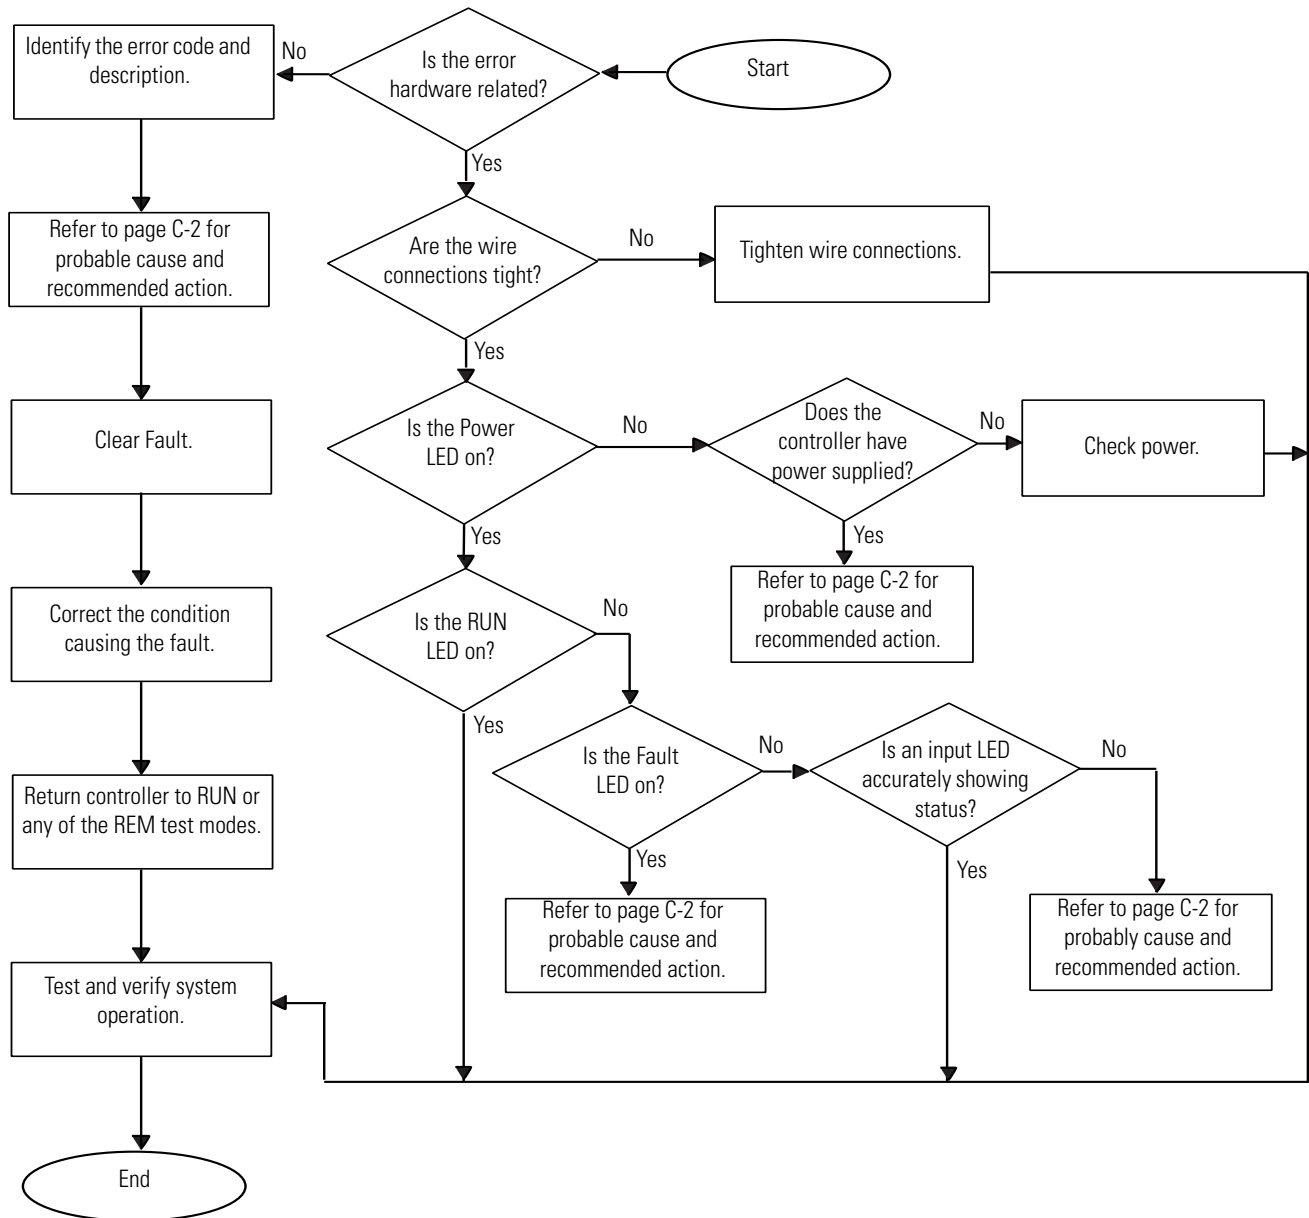 Start
Is the error
hardware related?
No
Identify the error code and
description.
Yes
Refer to page C-2 for
probable cause and
recommended action.
Are the wire
connections tight?
No
Tighten wire connections.
Yes
Clear Fault.
Is the Power
LED on?
No
Does the
controller have
power supplied?
No
Check power.
Yes
Yes
Refer to page C-2 for
probable cause and
recommended action.
Correct the condition
causing the fault.
Is the RUN
LED on?
No
Yes
Return controller to RUN or
any of the REM test modes.
Is the Fault
LED on?
No
Is an input LED
accurately showing
status?
No
Yes
Yes
Refer to page C-2 for
probable cause and
recommended action.
Refer to page C-2 for
probably cause and
recommended action.
Test and verify system
operation.
End